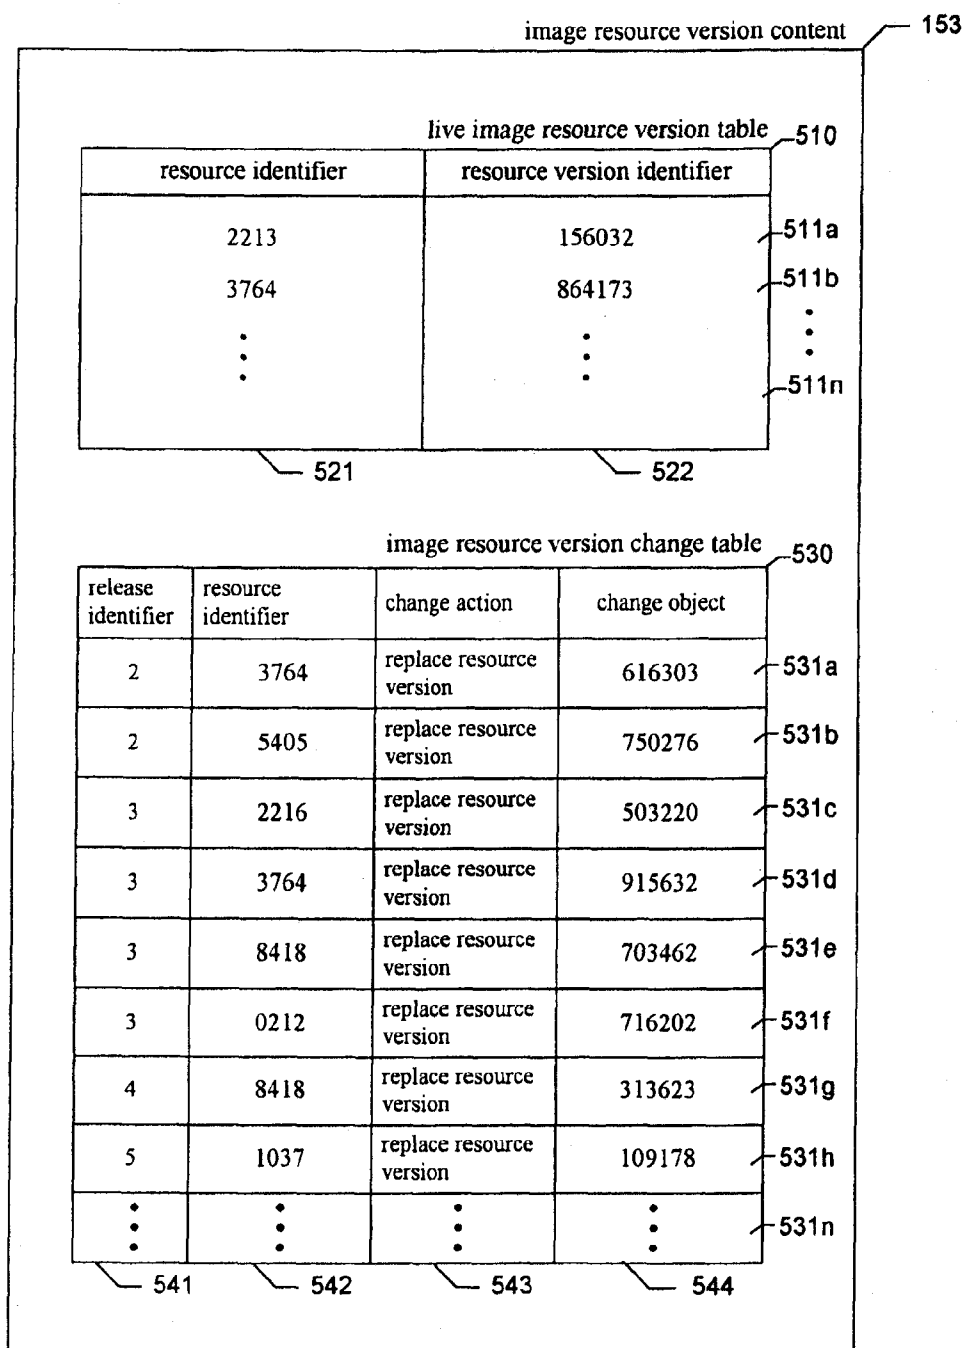 image resource version content 153
live image resource version table 510
resource identifier resource version identifier
2213 156032 511a
3764 864173 511b
511n
521 522
image resource version change table 530
release identifier resource identifier change action change object
2 3764 replace resource version 616303 531a
2 5405 replace resource version 750276 531b
3 2216 replace resource version 503220 531c
3 3764 replace resource version 915632 531d
3 8418 replace resource version 703462 531e
3 0212 replace resource version 716202 531f
4 8418 replace resource version 313623 531g
5 1037 replace resource version 109178 531h
531n
541 542 543 544